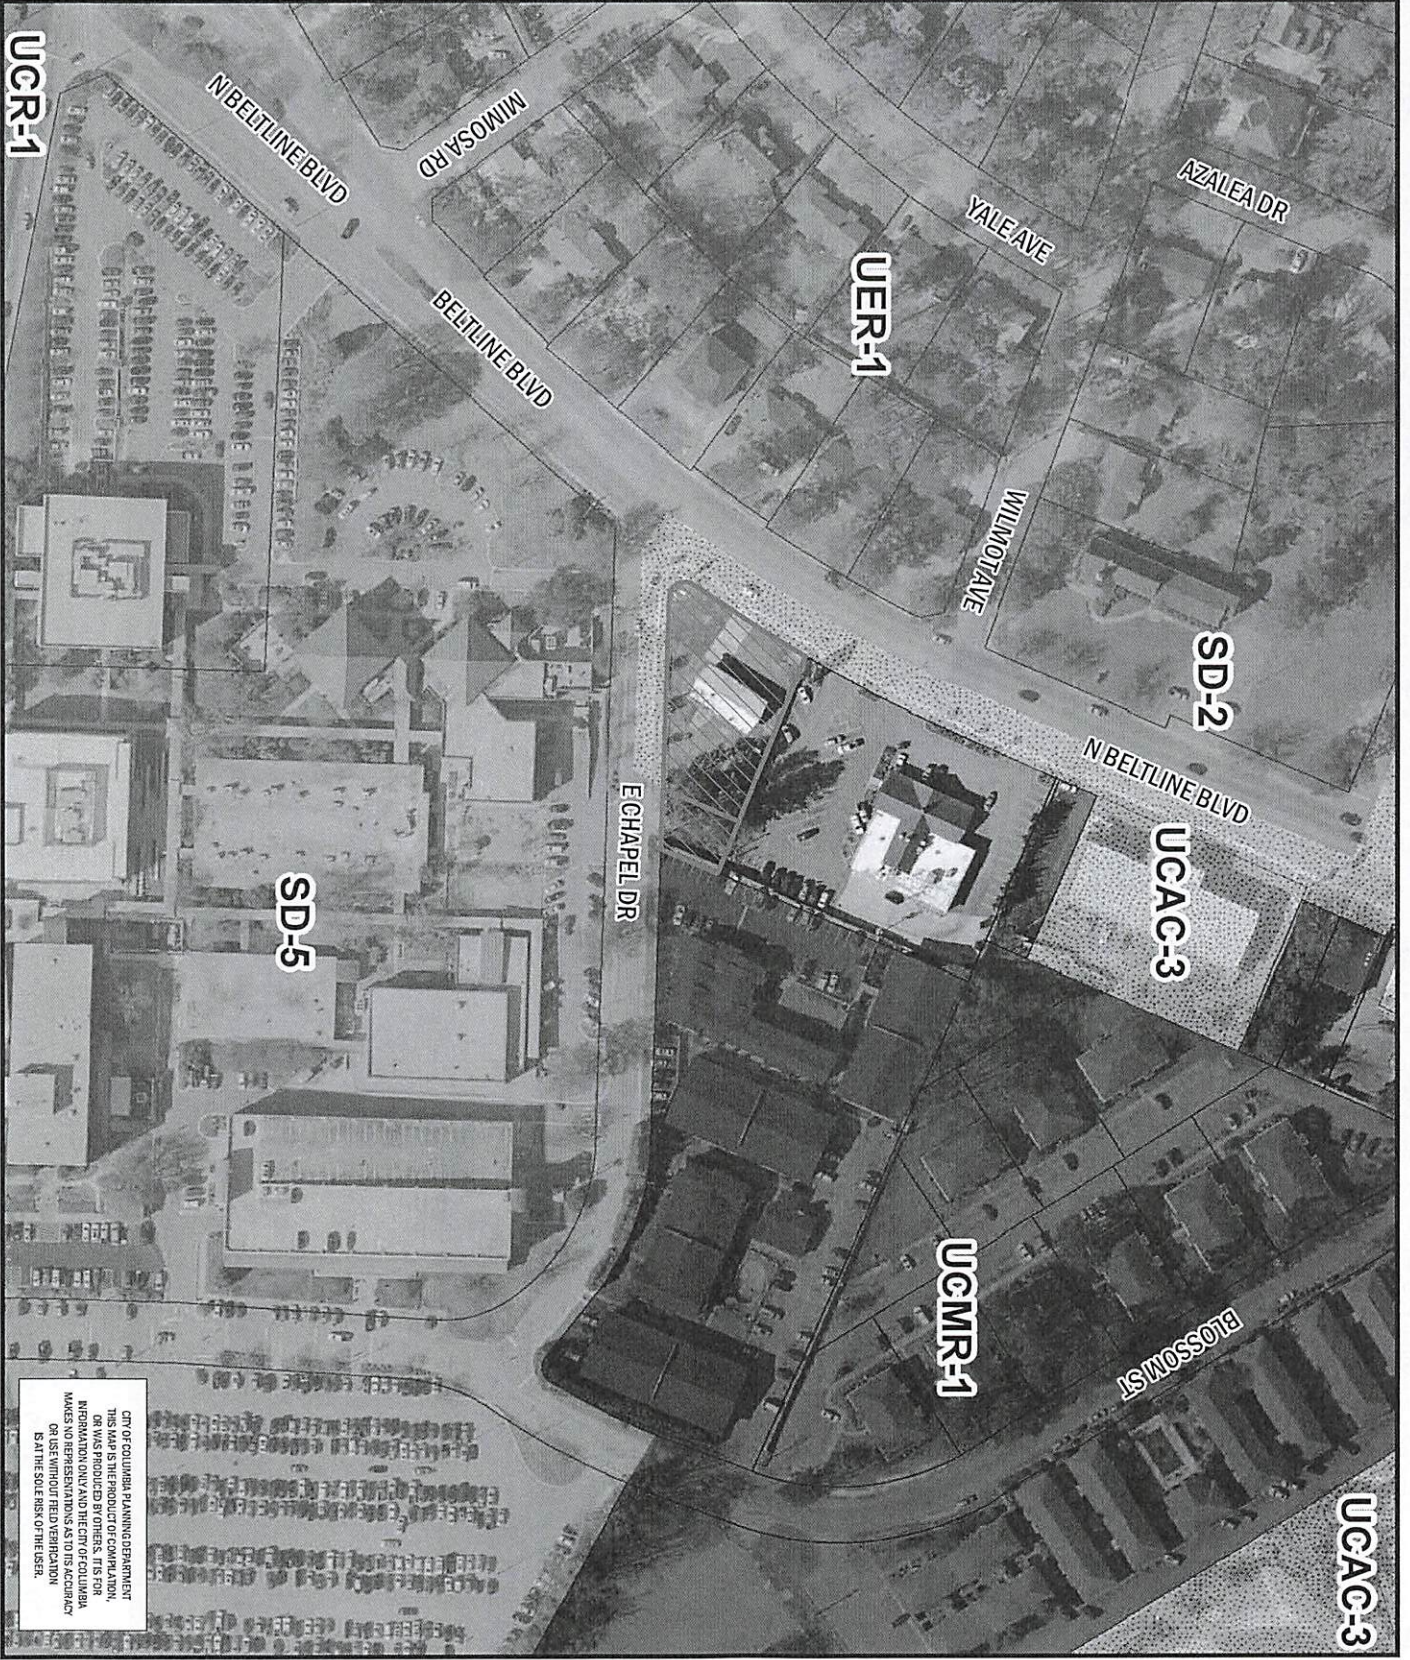 UCR-1
N BELTLINE BLVD
MIMOSA RD
BELTLINE BLVD
UER-1
YALE AVE
AZALEA DR
WILMOT AVE
SD-2
N BELTLINE BLVD
UCAC-3
E CHAPEL DR
SD-5
UCMR-1
BLOSSOM ST
UCAC-3
CITY OF COLUMBIA PLANNING DEPARTMENT
THIS MAP IS THE PRODUCT OF COMPILATION,
OR WAS PRODUCED BY OTHERS. IT IS FOR
INFORMATION ONLY AND THE CITY OF COLUMBIA
MAKES NO REPRESENTATIONS AS TO ITS ACCURACY
OR USE WITHOUT FIELD VERIFICATION
IS AT THE SOLE RISK OF THE USER.